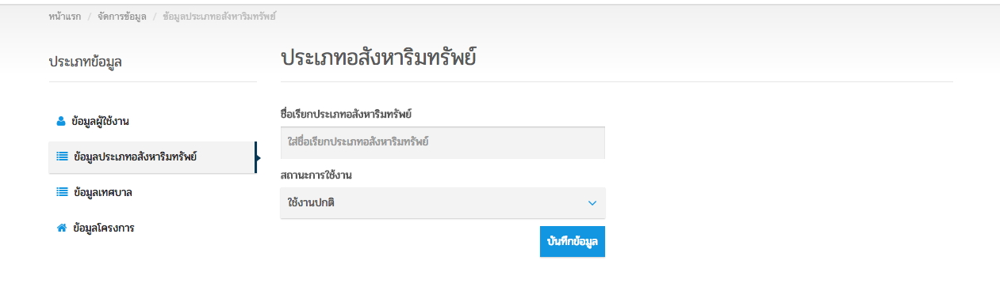 หน้าแรก / จัดการข้อมูล / ข้อมูลประเภทอสังหาริมทรัพย์
ประเภทข้อมูล
ข้อมูลผู้ใช้งาน
ข้อมูลประเภทอสังหาริมทรัพย์
ข้อมูลเทศบาล
ข้อมูลโครงการ
ประเภทอสังหาริมทรัพย์
ชื่อเรียกประเภทอสังหาริมทรัพย์
ใส่ชื่อเรียกประเภทอสังหาริมทรัพย์
สถานะการใช้งาน
ใช้งานปกติ
บันทึกข้อมูล